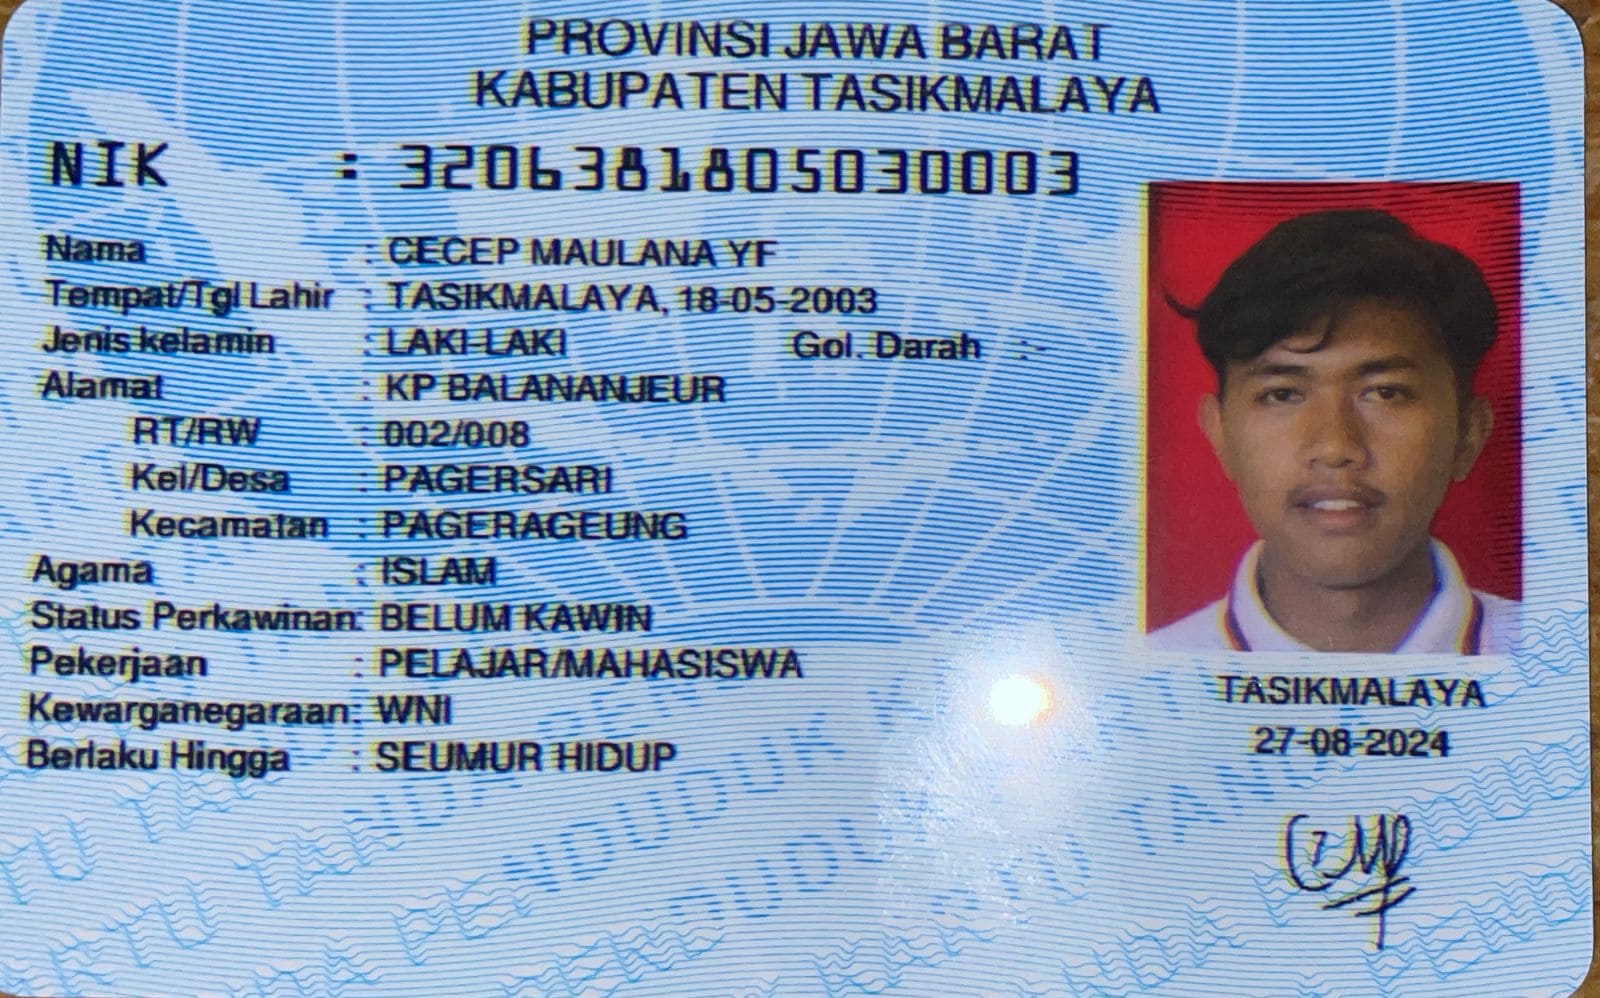 PROVINSI JAWA BARAT
KABUPATEN TASIKMALAYA
NIK : 3206381805030003
Nama : CECEP MAULANA YF
Tempat/Tgl Lahir : TASIKMALAYA, 18-05-2003
Jenis kelamin : LAKI-LAKI Gol. Darah :-
Alamat : KP BALANANJEUR
RT/RW : 002/008
Kel/Desa : PAGERSARI
Kecamatan : PAGERAGEUNG
Agama : ISLAM
Status Perkawinan: BELUM KAWIN
Pekerjaan : PELAJAR/MAHASISWA
Kewarganegaraan: WNI
Berlaku Hingga : SEUMUR HIDUP
TASIKMALAYA
27-08-2024